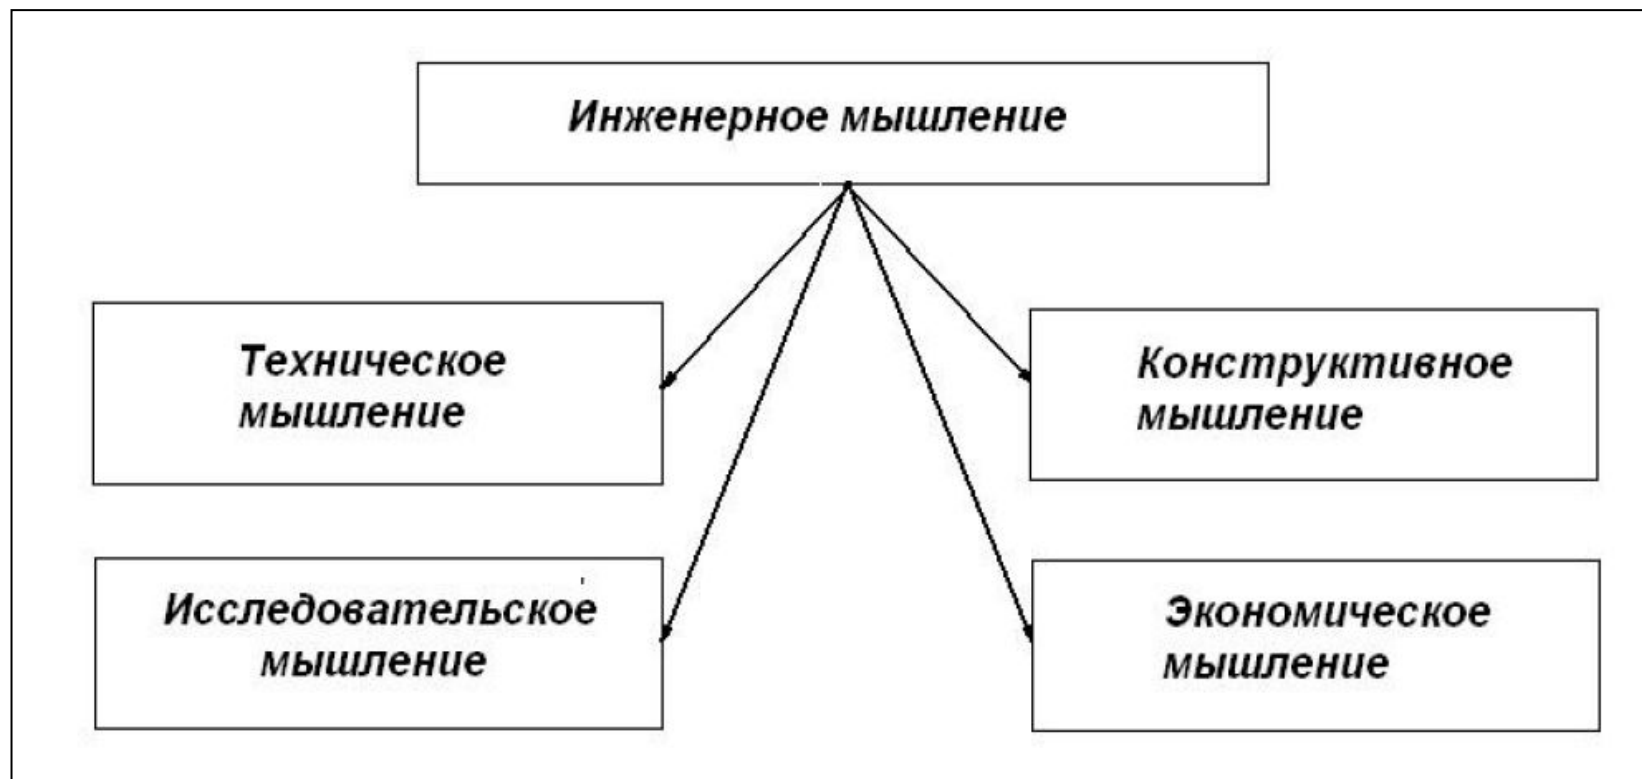 Инженерное мышление
Техническое
мышление
Конструктивное
мышление
Исследовательское
мышление
Экономическое
мышление